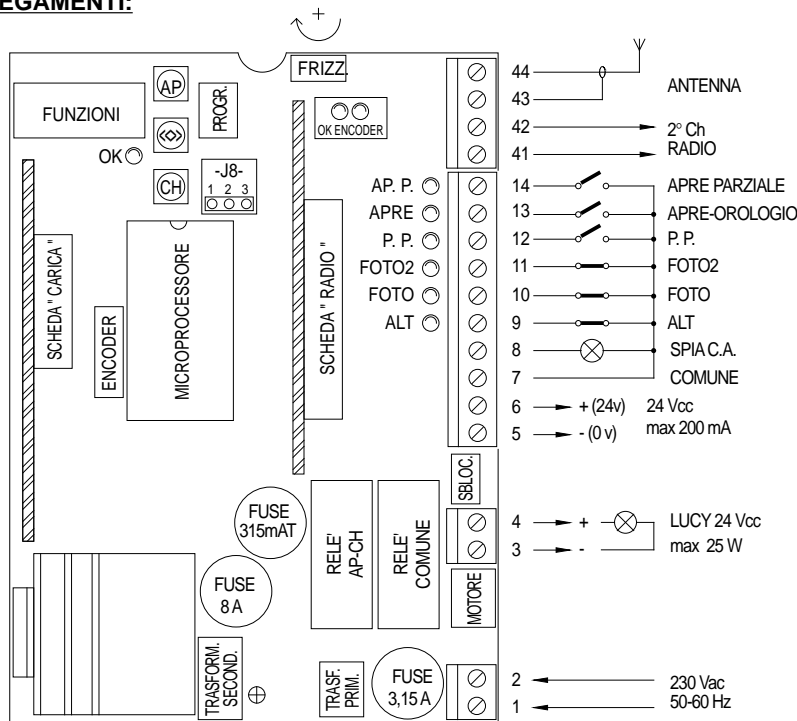 EGAMENTI:
+
FRIZZ.
AP
FUNZIONI
PROGR.
OK ENCODER
OK
CH
-J8-
1 2 3
SCHEDA" CARICA "
ENCODER
MICROPROCESSORE
SCHEDA " RADIO "
AP. P.
APRE
P. P.
FOTO2
FOTO
ALT
44
43
ANTENNA
42
41
2° Ch
RADIO
14 APRE PARZIALE
13 APRE-OROLOGIO
12 P. P.
11 FOTO2
10 FOTO
9 ALT
8 SPIA C.A.
7 COMUNE
6 + (24v) 24 Vcc
5 - (0 v) max 200 mA
SBLOC.
FUSE
315mAT
RELE'
AP-CH
RELE'
COMUNE
4 + LUCY 24 Vcc
3 - max 25 W
MOTORE
FUSE
8 A
TRASFORM.
SECOND.
TRASF.
PRIM.
FUSE
3,15 A
2 230 Vac
1 50-60 Hz